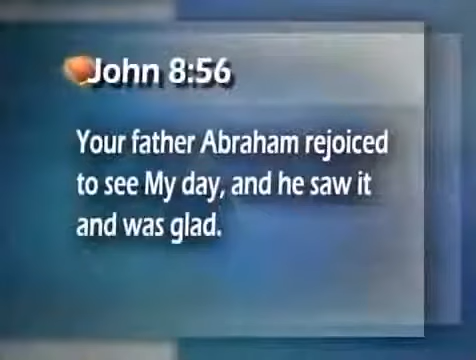 John 8:56
Your father Abraham rejoiced
to see My day, and he saw it
and was glad.